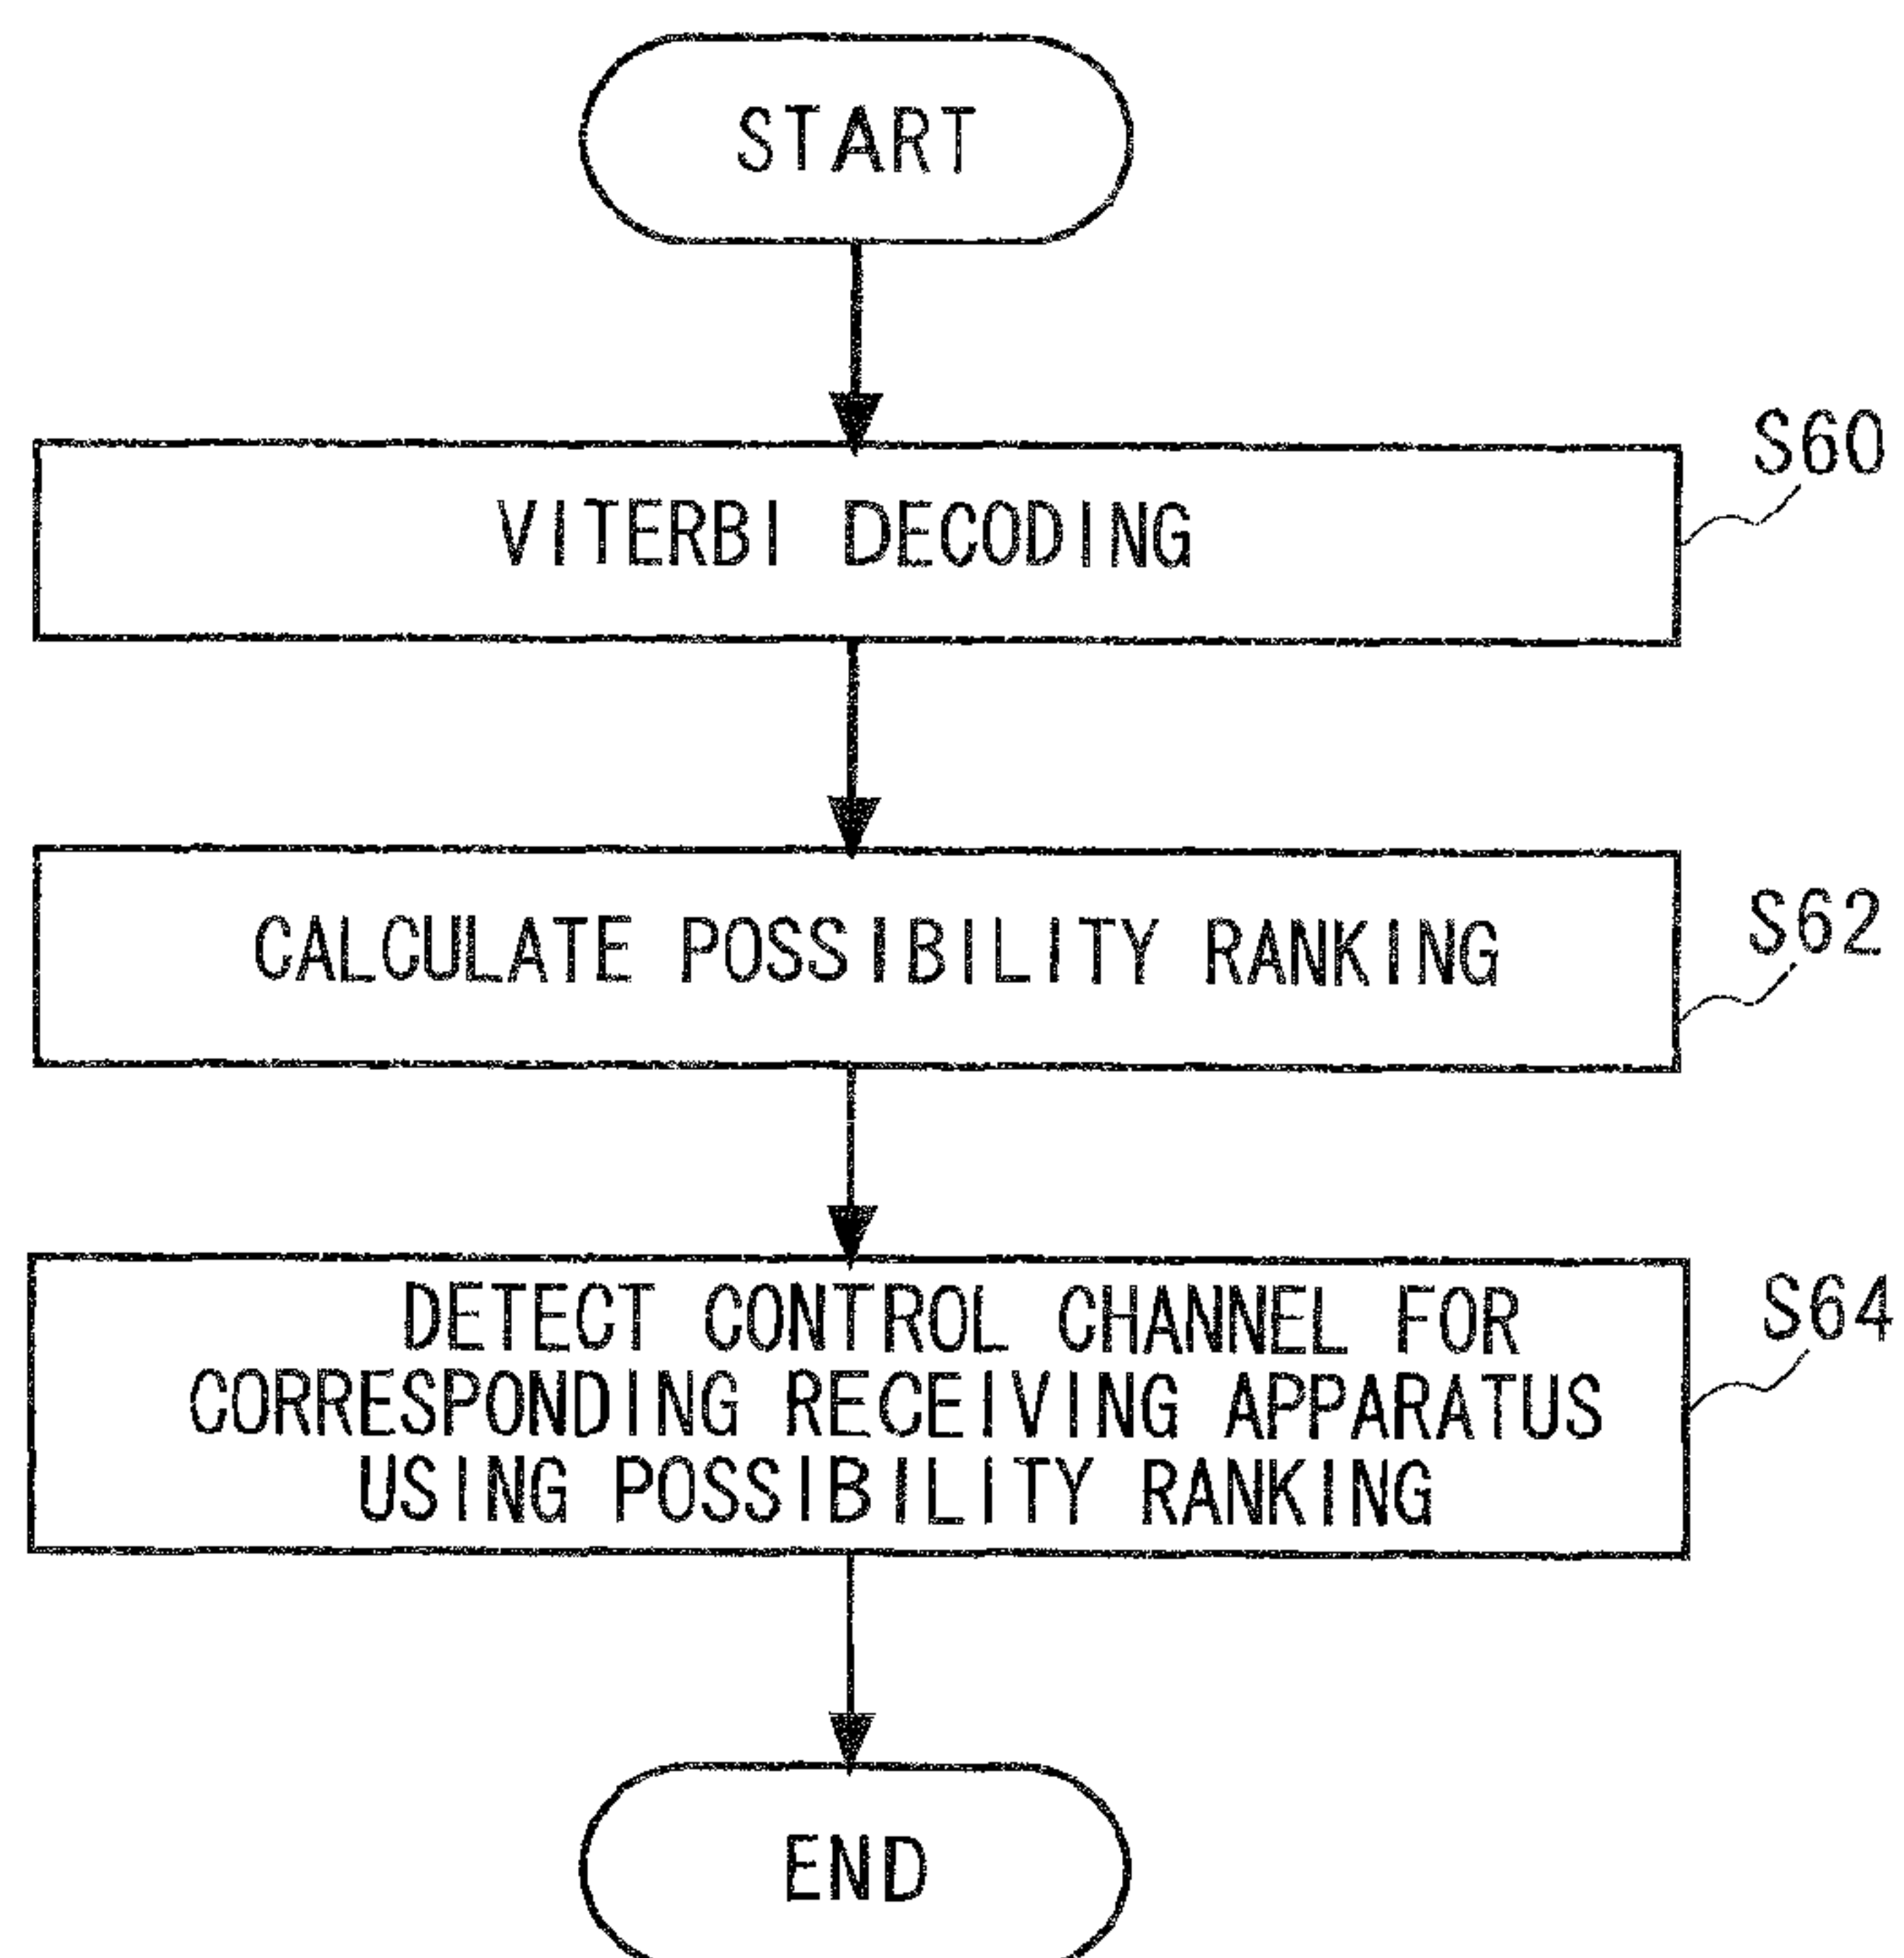 START
S60
VITERBI DECODING
S62
CALCULATE POSSIBILITY RANKING
S64
DETECT CONTROL CHANNEL FOR
CORRESPONDING RECEIVING APPARATUS
USING POSSIBILITY RANKING
END